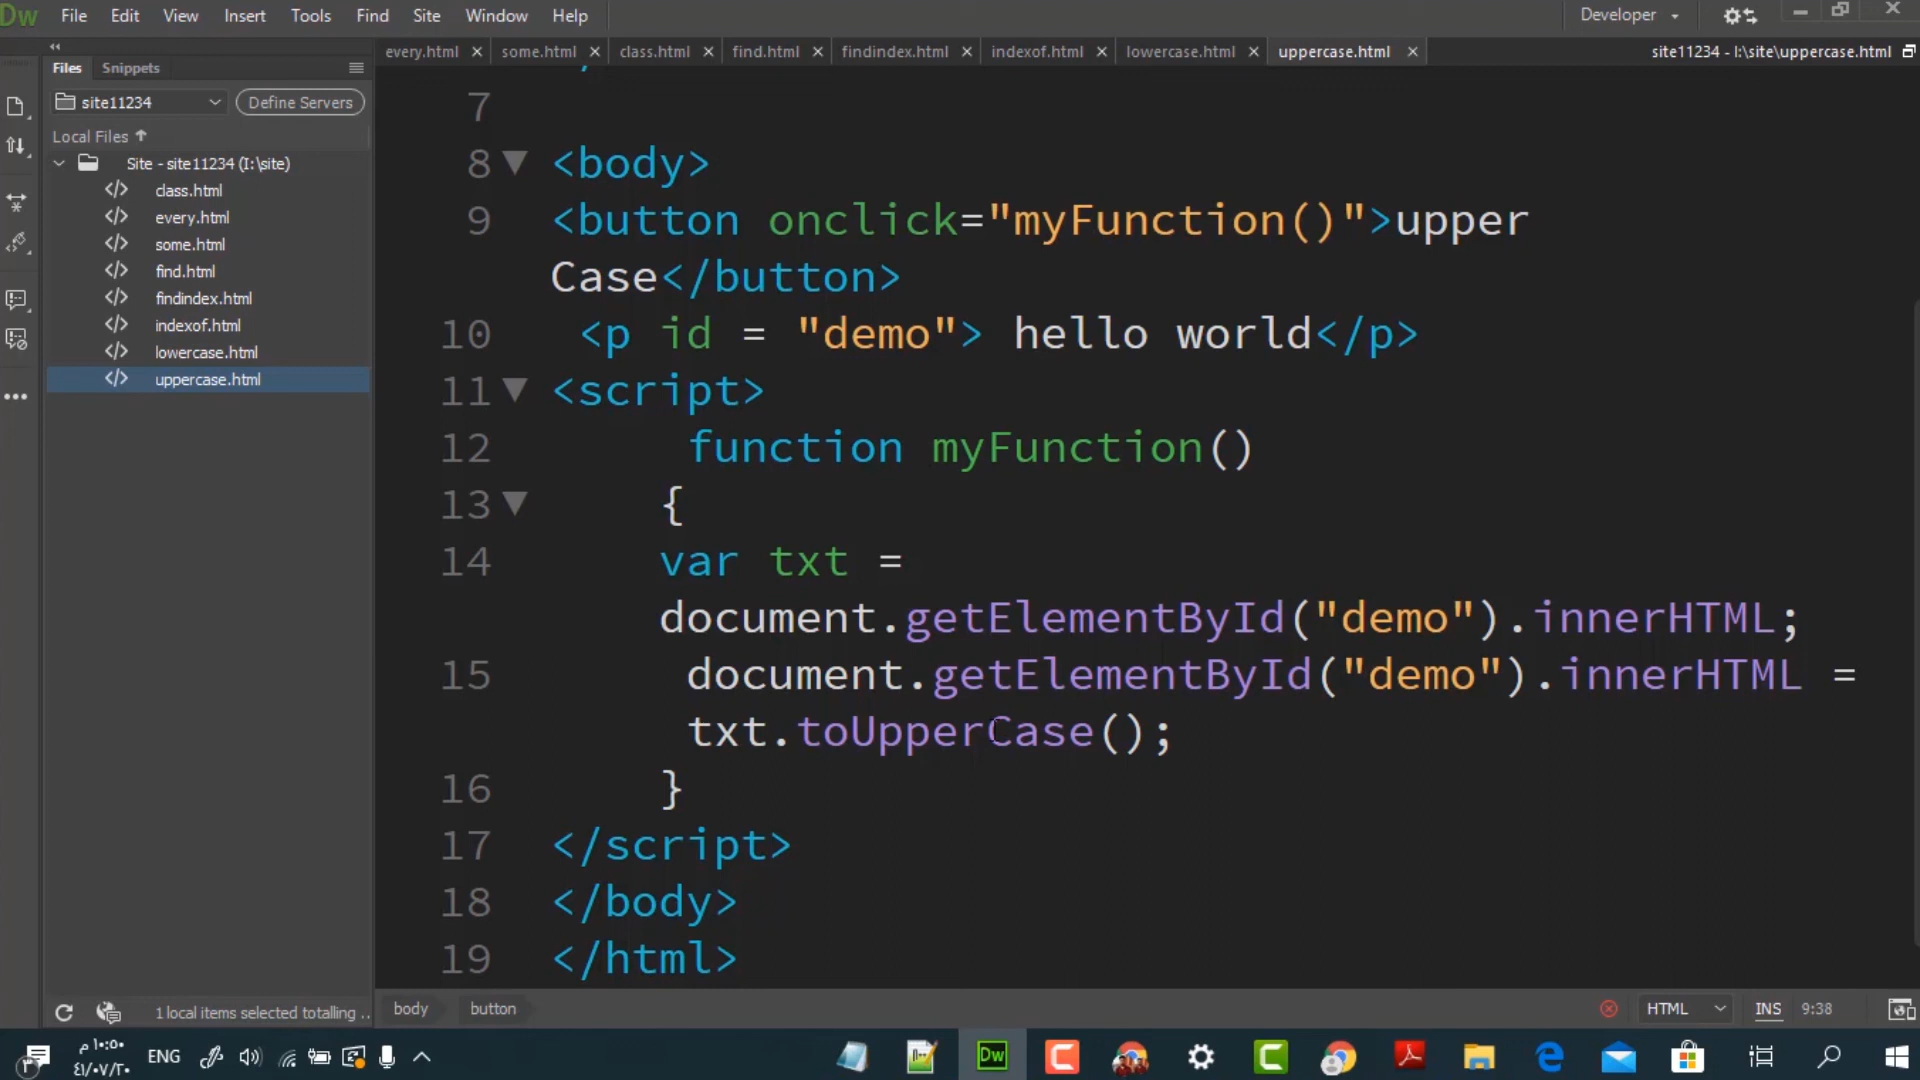 Dw File Edit View Insert Tools Find Site Window Help Developer
every.html some.html class.html find.html findindex.html indexof.html lowercase.html uppercase.html site11234 - I:\site\uppercase.html
Files Snippets
site11234 Define Servers
Local Files
Site - site11234 (I:\site)
class.html
every.html
some.html
find.html
findindex.html
indexof.html
lowercase.html
uppercase.html
7
8 <body>
9 <button onclick="myFunction()">upper
Case</button>
10 <p id = "demo"> hello world</p>
11 <script>
12 function myFunction()
13 {
14 var txt =
document.getElementById("demo").innerHTML;
15 document.getElementById("demo").innerHTML =
txt.toUpperCase();
16 }
17 </script>
18 </body>
19 </html>
1 local items selected totalling ..
body button HTML INS 9:38
١٠:٥٠ م
ENG
Dw